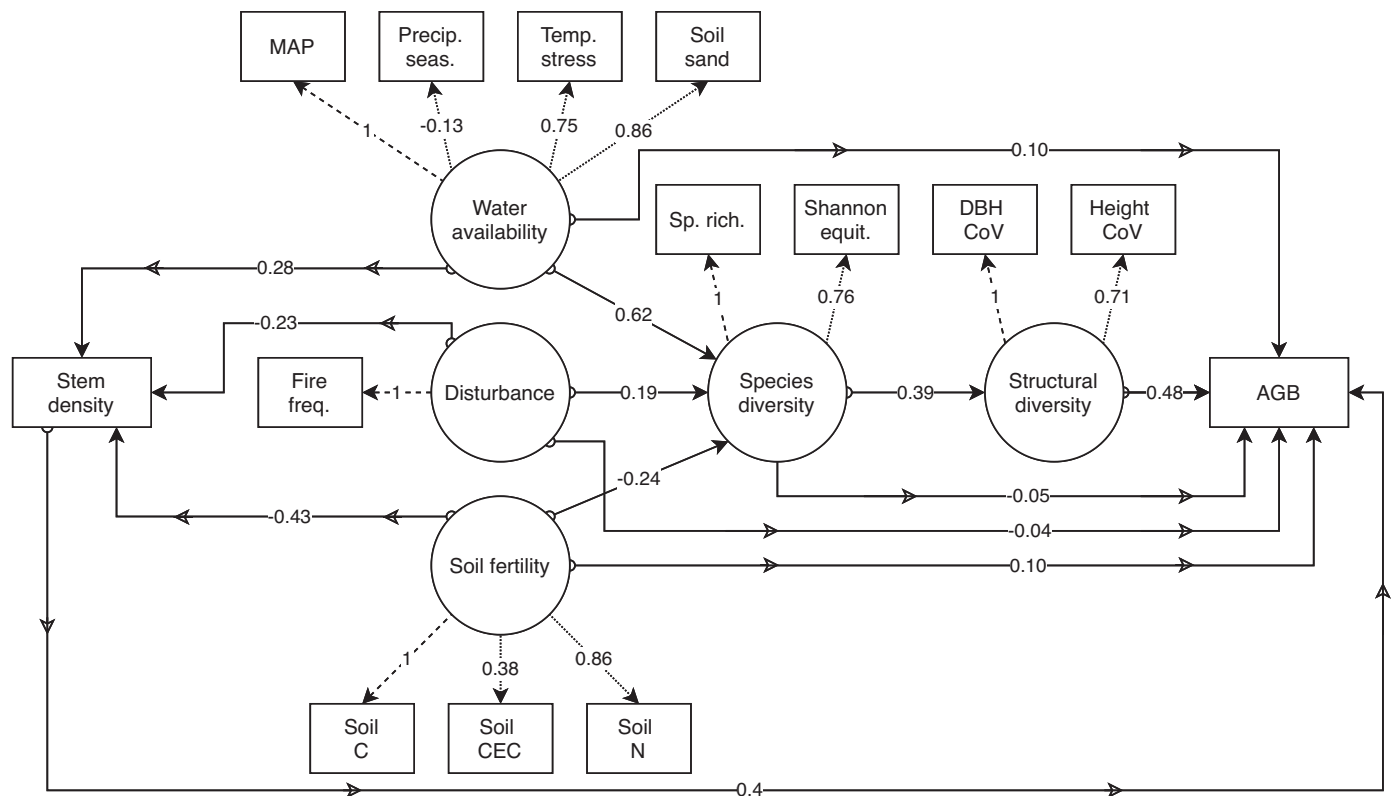 MAP
Precip.
seas.
Temp.
stress
Soil
sand
1
-0.13
0.75
0.86
0.10
Water
availability
Sp. rich.
Shannon
equit.
DBH
CoV
Height
CoV
0.28
0.62
1
0.76
1
0.71
-0.23
Stem
density
Fire
freq.
1
Disturbance
0.19
Species
diversity
0.39
Structural
diversity
0.48
AGB
-0.24
-0.05
-0.43
-0.04
Soil fertility
0.10
1
0.38
0.86
Soil
C
Soil
CEC
Soil
N
0.4